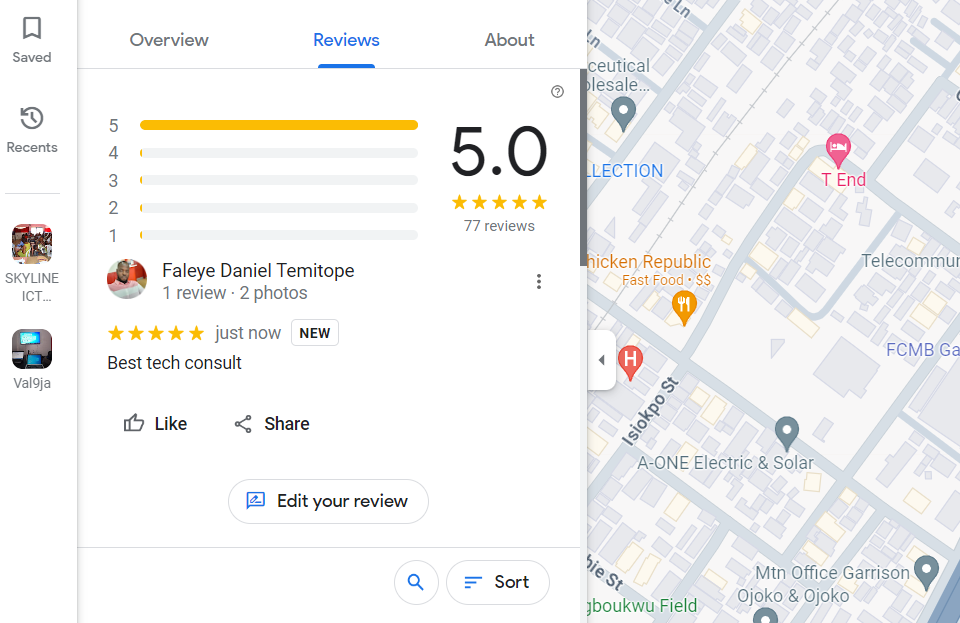 Saved
Recents
SKYLINE
ICT...
Val9ja
Overview
Reviews
About
5
4
3
2
1
5.0
77 reviews
Faleye Daniel Temitope
1 review · 2 photos
just now
NEW
Best tech consult
Like
Share
Edit your review
Sort
ceutical
olesale...
LLECTION
T End
hicken Republic
Fast Food • $$
Telecommun
FCMB Ga
H
Isiokpo St
A-ONE Electric & Solar
Mtn Office Garrison
Ojoko & Ojoko
bie St
gboukwu Field